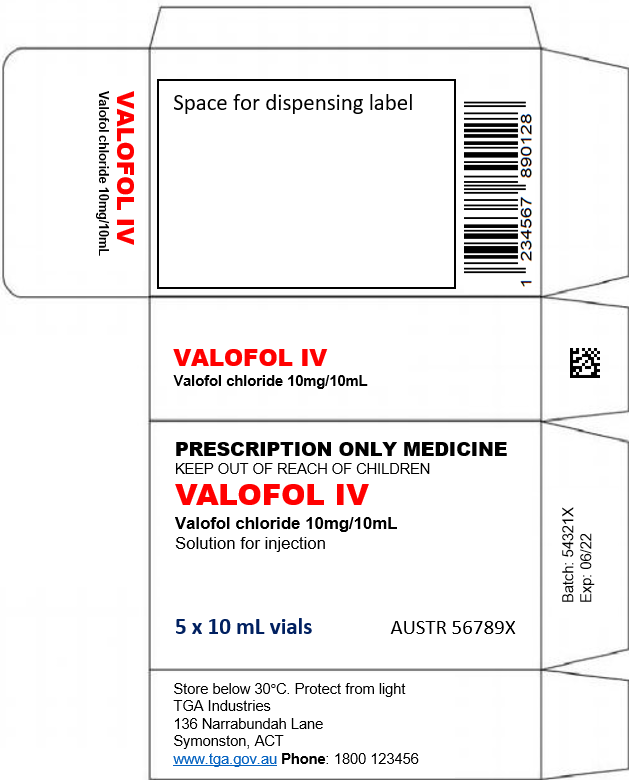 VALOFOL IV
Valofol chloride 10mg/10mL
Space for dispensing label
1 234567 890128
VALOFOL IV
Valofol chloride 10mg/10mL
PRESCRIPTION ONLY MEDICINE
KEEP OUT OF REACH OF CHILDREN
VALOFOL IV
Valofol chloride 10mg/10mL
Solution for injection
5 x 10 mL vials
AUSTR 56789X
Batch: 54321X
Exp: 06/22
Store below 30°C. Protect from light
TGA Industries
136 Narrabundah Lane
Symonston, ACT
www.tga.gov.au Phone: 1800 123456